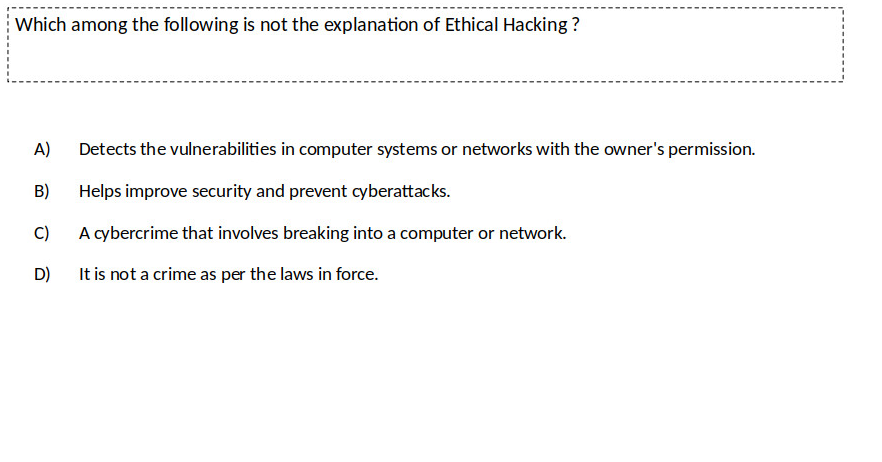 Which among the following is not the explanation of Ethical Hacking ?
A) Detects the vulnerabilities in computer systems or networks with the owner's permission.
B) Helps improve security and prevent cyberattacks.
C) A cybercrime that involves breaking into a computer or network.
D) It is not a crime as per the laws in force.